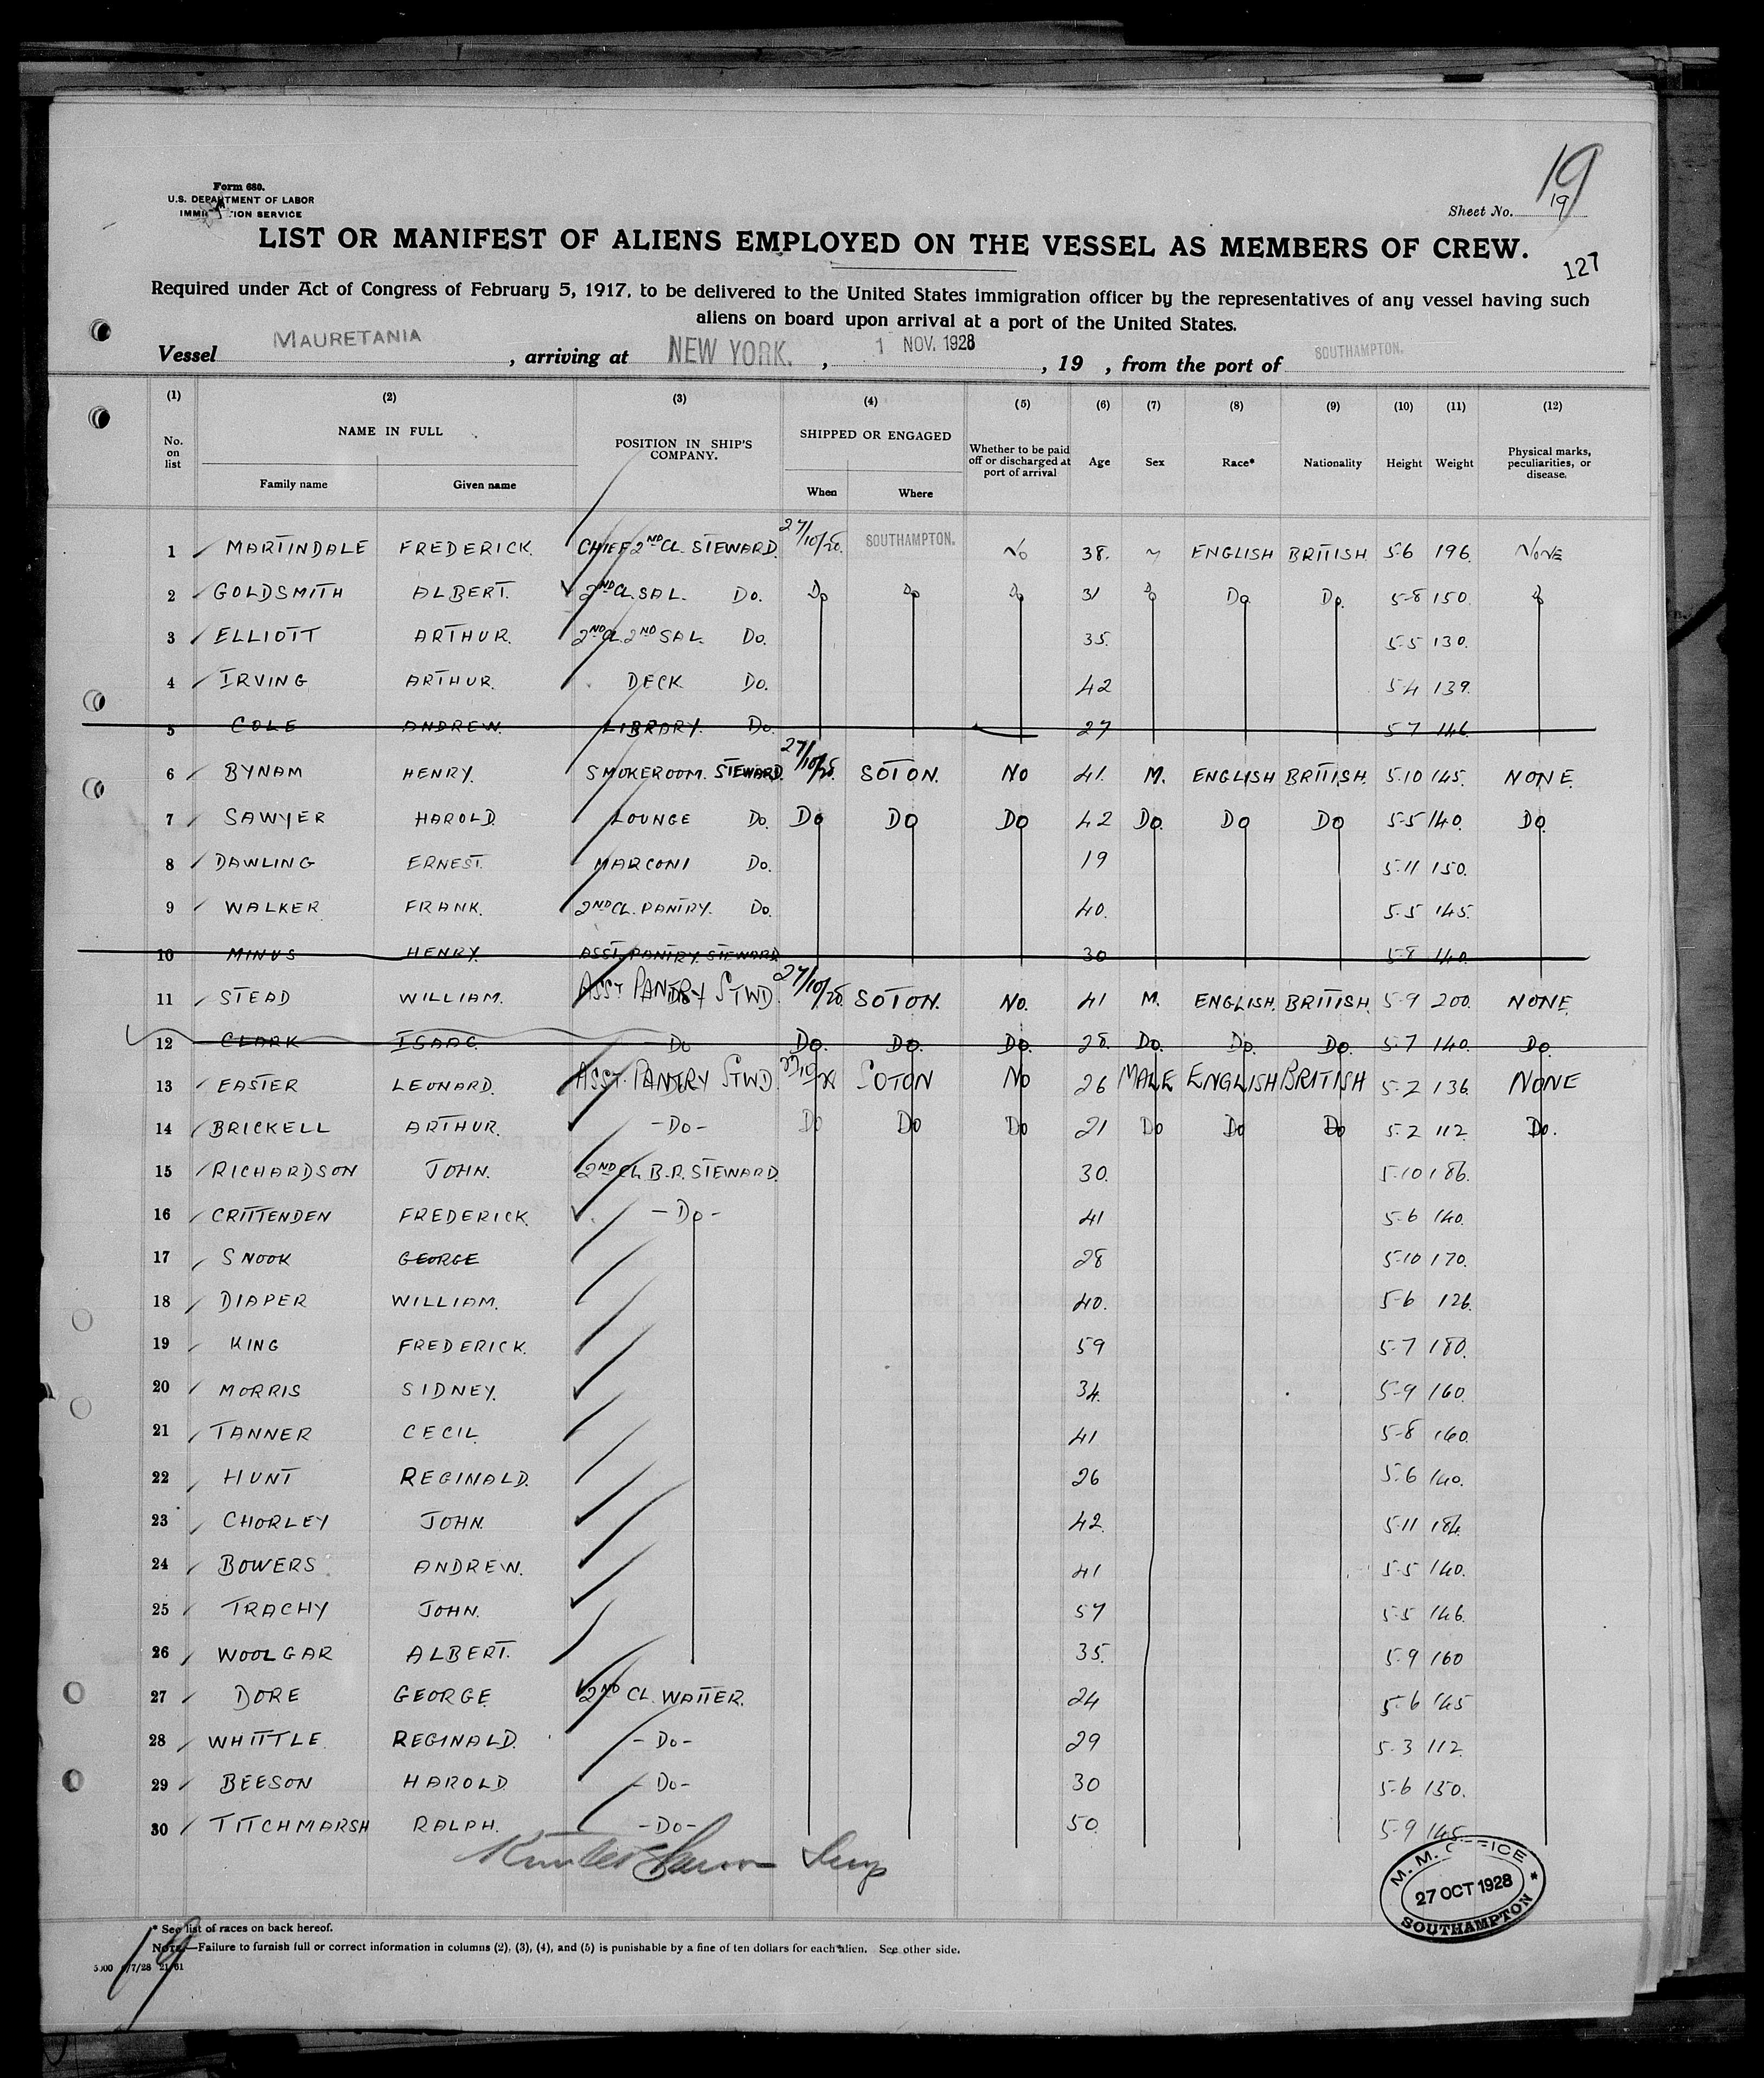 19
Form 680.
U.S. DEPARTMENT OF LABOR
IMMIGRATION SERVICE
Sheet No. 19
LIST OR MANIFEST OF ALIENS EMPLOYED ON THE VESSEL AS MEMBERS OF CREW.
127
Required under Act of Congress of February 5, 1917, to be delivered to the United States immigration officer by the representatives of any vessel having such
aliens on board upon arrival at a port of the United States.
Vessel MAURETANIA, arriving at NEW YORK., 1 NOV. 1928, 19 , from the port of SOUTHAMPTON.
(1) (2) (3) (4) (5) (6) (7) (8) (9) (10) (11) (12)
No. on list NAME IN FULL POSITION IN SHIP'S COMPANY. SHIPPED OR ENGAGED Whether to be paid off or discharged at port of arrival Age Sex Race* Nationality Height Weight Physical marks, peculiarities, or disease.
Family name Given name When Where
1 MARTINDALE FREDERICK. CHIEF 2ND CL. STEWARD. 27/10/28. SOUTHAMPTON. No 38. M ENGLISH BRITISH 5-6 196. NONE
2 GOLDSMITH ALBERT. 2ND CL. SAL. Do. Do Do Do 31 Do Do Do. 5-8 150. Do
3 ELLIOTT ARTHUR. 2ND CL. 2ND SAL. Do. 35. 5-5 130.
4 IRVING ARTHUR. DECK Do. 42 5-4 139.
5 COLE ANDREW. LIBRARY. Do. 27 5-7 146.
6 BYNAM HENRY. SMOKEROOM. STEWARD. 27/10/28. SOTON. NO 41. M. ENGLISH BRITISH. 5-10 145. NONE.
7 SAWYER HAROLD. LOUNGE Do. Do Do Do 42 Do. Do Do 5-5 140. Do.
8 DAWLING ERNEST. MARCONI Do. 19 5-11 150.
9 WALKER FRANK. 2ND CL. PANTRY. Do. 40. 5-5 145.
10 MINUS HENRY. ASST. PANTRY STEWARD 30 5-8 140.
11 STEAD WILLIAM. ASST PANTRY STWD. 27/10/28. SOTON. No. 41 M. ENGLISH. BRITISH. 5-9 200. NONE.
12 CLARK ISAAC. Do Do. Do. Do. 28. Do. Do. Do. 5-7 140. Do.
13 EASTER LEONARD. ASST. PANTRY STWD. 27/10/28 SOTON No 26 MALE ENGLISH BRITISH 5-2 136. NONE
14 BRICKELL ARTHUR. -Do- Do Do Do 21 Do Do Do 5-2 112. Do.
15 RICHARDSON JOHN. 2ND CL. B.R. STEWARD. 30. 5-10 186.
16 CRITTENDEN FREDERICK. -Do- 41 5-6 140.
17 SNOOK GEORGE 28 5-10 170.
18 DIAPER WILLIAM. 40. 5-6 126.
19 KING FREDERICK. 59 5-7 180.
20 MORRIS SIDNEY. 34. 5-9 160.
21 TANNER CECIL. 41 5-8 160.
22 HUNT REGINALD. 26 5-6 140.
23 CHORLEY JOHN. 42. 5-11 184.
24 BOWERS. ANDREW. 41 5-5 140.
25 TRACHY JOHN. 57 5-5 146.
26 WOOLGAR ALBERT. 35. 5-9 160
27 DORE GEORGE. 2ND CL. WAITER. 24 5-6 145
28 WHITTLE. REGINALD. -Do- 29 5-3 112.
29 BEESON HAROLD. -Do- 30 5-6 150.
30 TITCHMARSH RALPH. -Do- 50. 5-9 145.
M. M. OFFICE
27 OCT 1928
SOUTHAMPTON
* See list of races on back hereof.
NOTE.—Failure to furnish full or correct information in columns (2), (3), (4), and (5) is punishable by a fine of ten dollars for each alien. See other side.
19